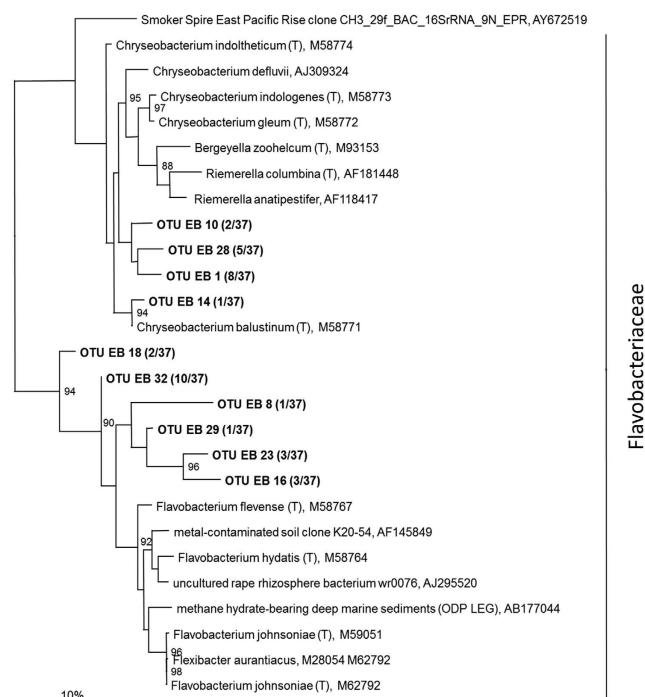 Smoker Spire East Pacific Rise clone CH3_29f_BAC_16SrRNA_9N_EPR, AY672519
Chryseobacterium indoltheticum (T), M58774
Chryseobacterium defluvii, AJ309324
95
Chryseobacterium indologenes (T), M58773
97
Chryseobacterium gleum (T), M58772
Bergeyella zoohelcum (T), M93153
88
Riemerella columbina (T), AF181448
Riemerella anatipestifer, AF118417
OTU EB 10 (2/37)
OTU EB 28 (5/37)
OTU EB 1 (8/37)
OTU EB 14 (1/37)
94
Chryseobacterium balustinum (T), M58771
OTU EB 18 (2/37)
94
OTU EB 32 (10/37)
OTU EB 8 (1/37)
90
OTU EB 29 (1/37)
OTU EB 23 (3/37)
96
OTU EB 16 (3/37)
Flavobacterium flevense (T), M58767
metal-contaminated soil clone K20-54, AF145849
92
Flavobacterium hydatis (T), M58764
uncultured rape rhizosphere bacterium wr0076, AJ295520
methane hydrate-bearing deep marine sediments (ODP LEG), AB177044
Flavobacterium johnsoniae (T), M59051
96
Flexibacter aurantiacus, M28054 M62792
98
Flavobacterium johnsoniae (T), M62792
10%
Flavobacteriaceae